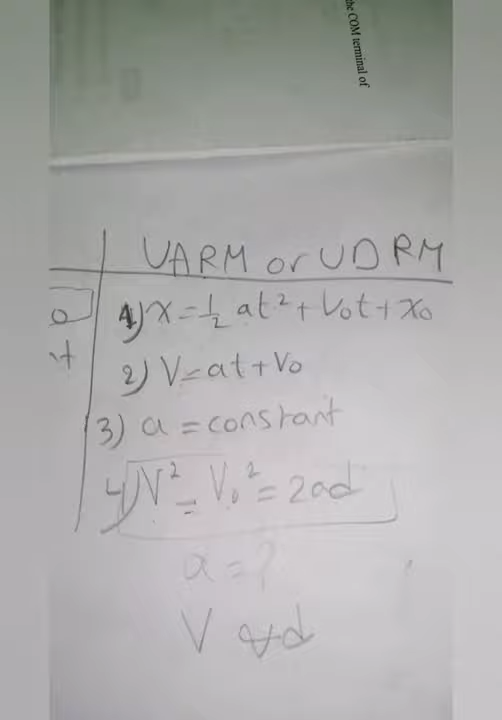 the COM terminal of
UARM or UDRM
1) x = 1/2 at² + V₀t + x₀
2) V = at + V₀
3) a = constant
4) V² - V₀² = 2ad
a = ?